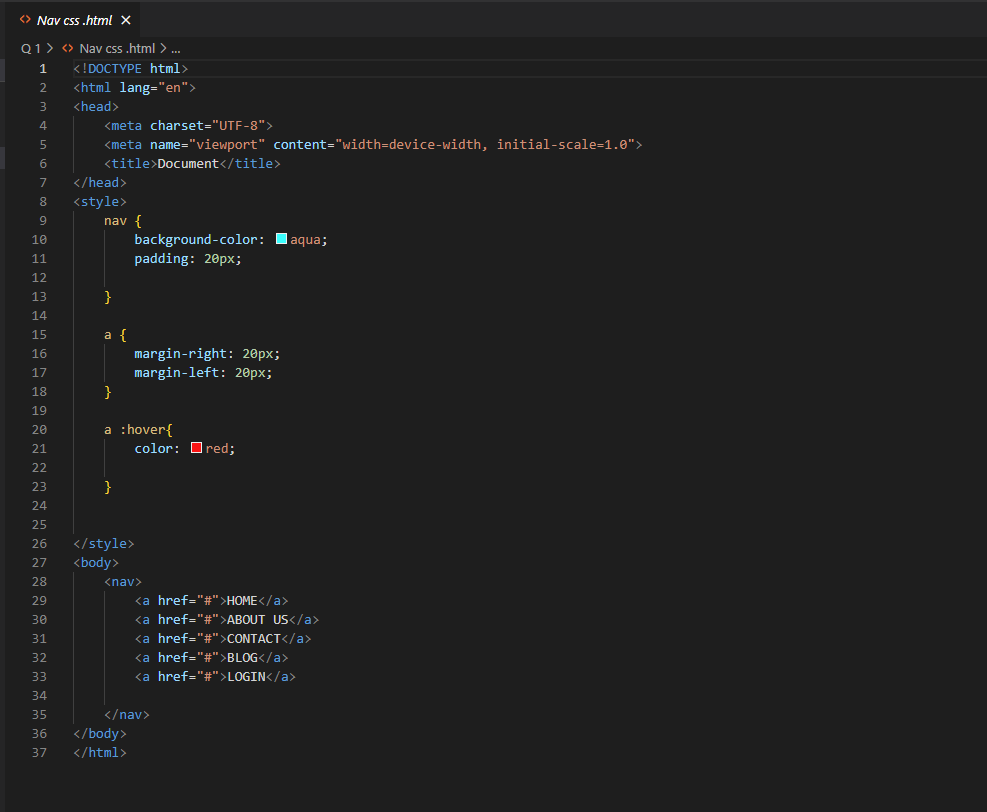 Nav css .html
Q 1 > Nav css .html > ...
1 <!DOCTYPE html>
2 <html lang="en">
3 <head>
4     <meta charset="UTF-8">
5     <meta name="viewport" content="width=device-width, initial-scale=1.0">
6     <title>Document</title>
7 </head>
8 <style>
9     nav {
10         background-color: aqua;
11         padding: 20px;
12
13     }
14
15     a {
16         margin-right: 20px;
17         margin-left: 20px;
18     }
19
20     a :hover{
21         color: red;
22
23     }
24
25
26 </style>
27 <body>
28     <nav>
29         <a href="#">HOME</a>
30         <a href="#">ABOUT US</a>
31         <a href="#">CONTACT</a>
32         <a href="#">BLOG</a>
33         <a href="#">LOGIN</a>
34
35     </nav>
36 </body>
37 </html>